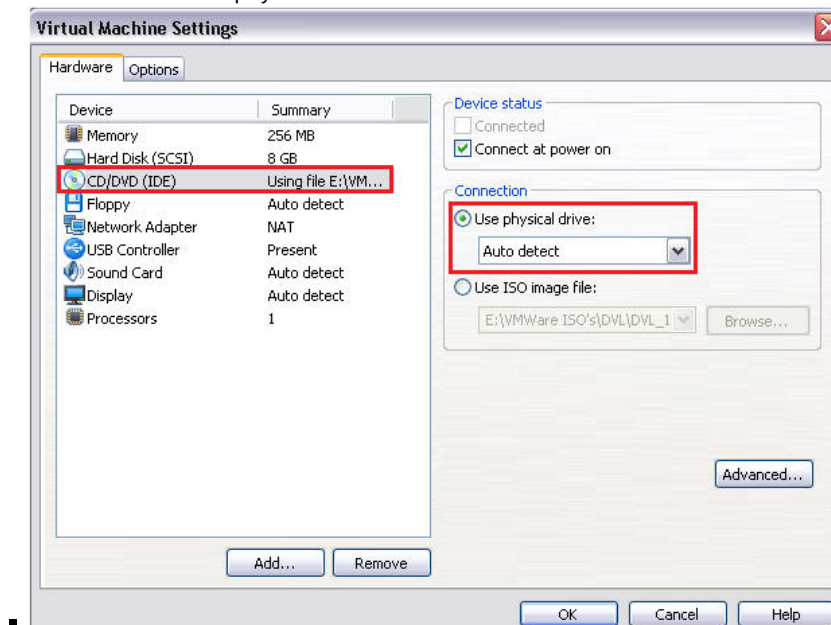 Virtual Machine Settings
Hardware Options
Device Summary
Memory 256 MB
Hard Disk (SCSI) 8 GB
CD/DVD (IDE) Using file E:\VM...
Floppy Auto detect
Network Adapter NAT
USB Controller Present
Sound Card Auto detect
Display Auto detect
Processors 1
Add... Remove
Device status
Connected
Connect at power on
Connection
Use physical drive:
Auto detect
Use ISO image file:
E:\VMWare ISO's\DVL\DVL_1 Browse...
Advanced...
OK Cancel Help